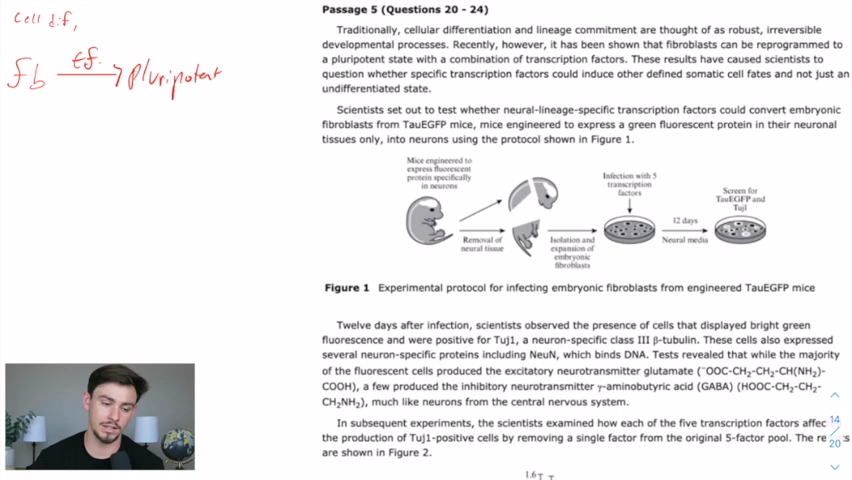 Cell dif,
fb tf. pluripotent
Passage 5 (Questions 20 - 24)
Traditionally, cellular differentiation and lineage commitment are thought of as robust, irreversible
developmental processes. Recently, however, it has been shown that fibroblasts can be reprogrammed to
a pluripotent state with a combination of transcription factors. These results have caused scientists to
question whether specific transcription factors could induce other defined somatic cell fates and not just an
undifferentiated state.
Scientists set out to test whether neural-lineage-specific transcription factors could convert embryonic
fibroblasts from TauEGFP mice, mice engineered to express a green fluorescent protein in their neuronal
tissues only, into neurons using the protocol shown in Figure 1.
Mice engineered to
express fluorescent
protein specifically
in neurons
Removal of
neural tissue
Isolation and
expansion of
embryonic
fibroblasts
Infection with 5
transcription
factors
12 days
Neural media
Screen for
TauEGFP and
Tuj1
Figure 1 Experimental protocol for infecting embryonic fibroblasts from engineered TauEGFP mice
Twelve days after infection, scientists observed the presence of cells that displayed bright green
fluorescence and were positive for Tuj1, a neuron-specific class III β-tubulin. These cells also expressed
several neuron-specific proteins including NeuN, which binds DNA. Tests revealed that while the majority
of the fluorescent cells produced the excitatory neurotransmitter glutamate (⁻OOC-CH₂-CH₂-CH(NH₂)-
COOH), a few produced the inhibitory neurotransmitter γ-aminobutyric acid (GABA) (HOOC-CH₂-CH₂-
CH₂NH₂), much like neurons from the central nervous system.
In subsequent experiments, the scientists examined how each of the five transcription factors affec
the production of Tuj1-positive cells by removing a single factor from the original 5-factor pool. The re ts
are shown in Figure 2.
14
/
20
1.6